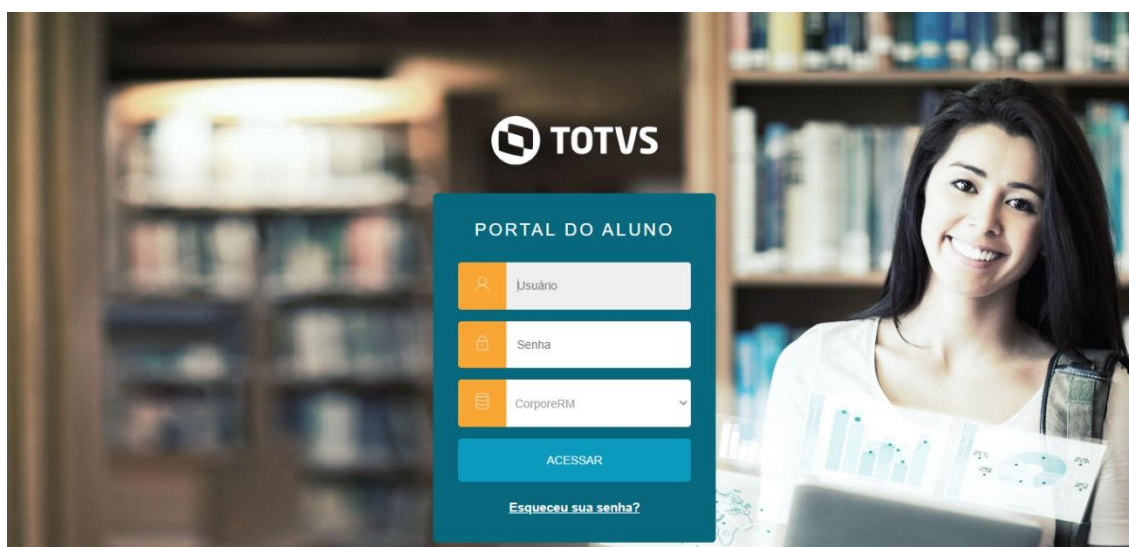 TOTVS
PORTAL DO ALUNO
Usuário
Senha
CorporeRM
ACESSAR
Esqueceu sua senha?